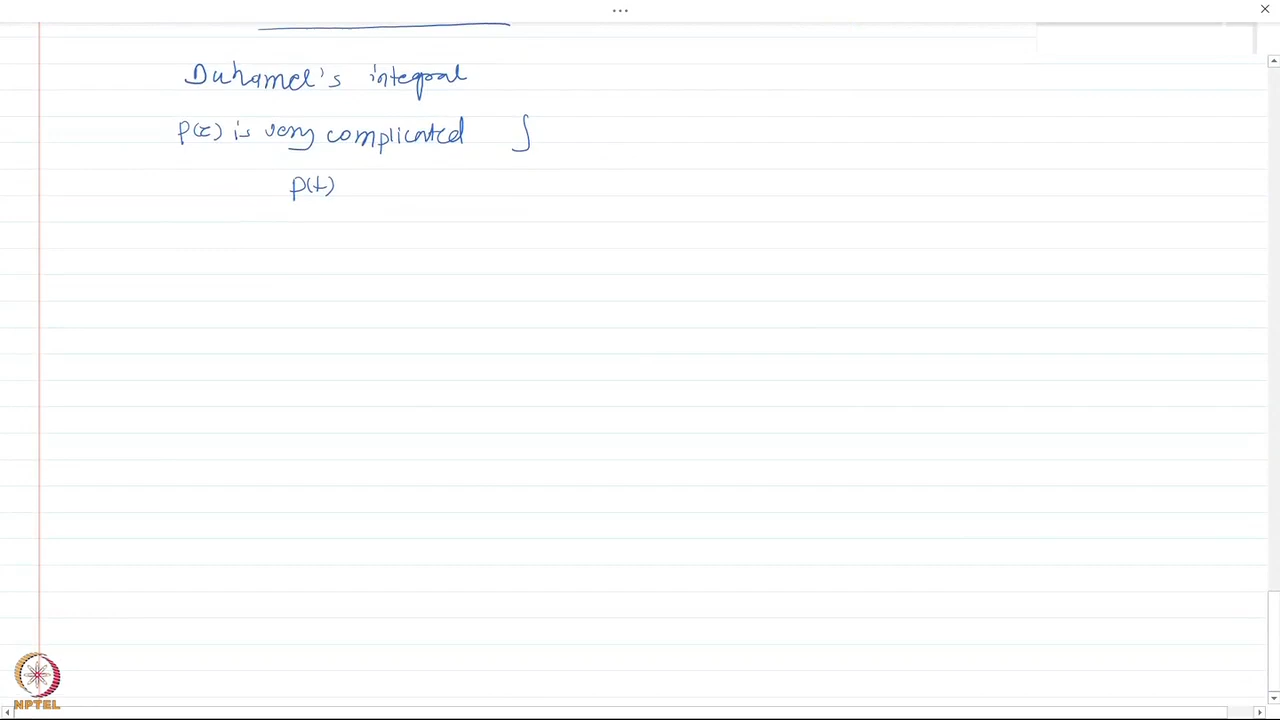 Duhamel's integral
P(τ) is very complicated ∫
P(t)
NPTEL